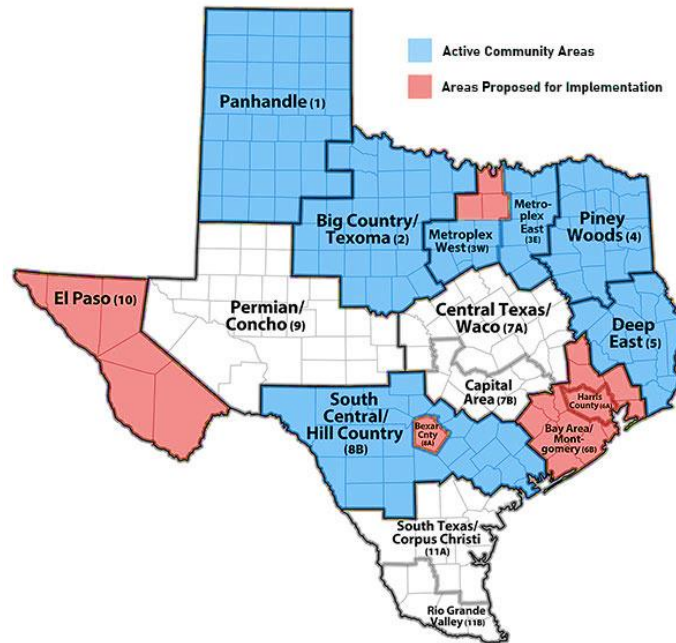 Active Community Areas
Areas Proposed for Implementation
Panhandle (1)
Big Country/
Texoma (2)
Metroplex
West (3W)
Metro-
plex
East
(3E)
Piney
Woods (4)
El Paso (10)
Permian/
Concho (9)
Central Texas/
Waco (7A)
Deep
East (5)
Capital
Area (7B)
Harris
County (6A)
South
Central/
Hill Country
(8B)
Bexar
Cnty
(8A)
Bay Area/
Mont-
gomery (6B)
South Texas/
Corpus Christi
(11A)
Rio Grande
Valley (11B)